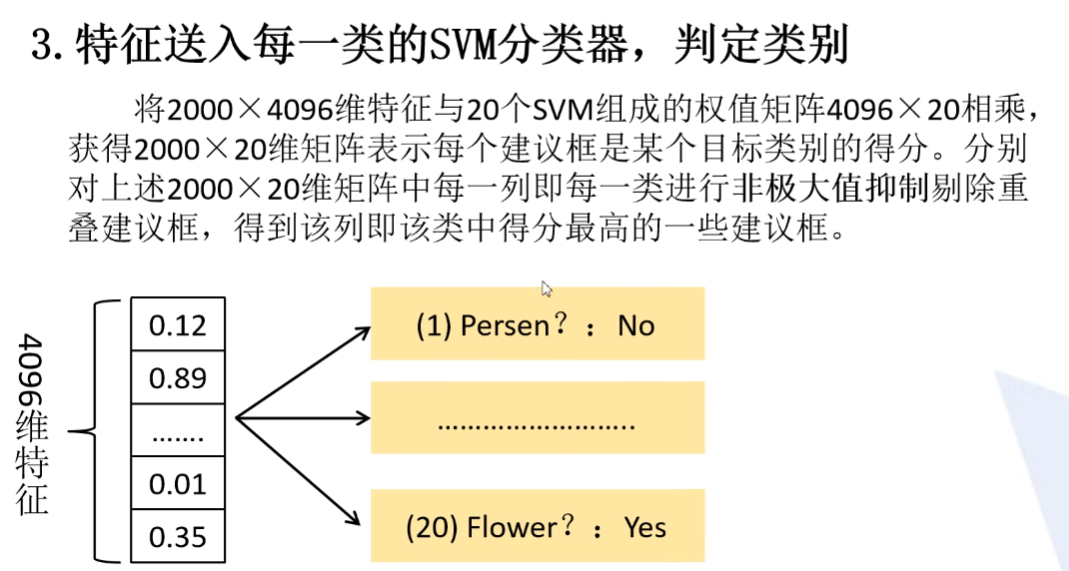 3. 特征送入每一类的SVM分类器，判定类别
将2000×4096维特征与20个SVM组成的权值矩阵4096×20相乘，
获得2000×20维矩阵表示每个建议框是某个目标类别的得分。分别
对上述2000×20维矩阵中每一列即每一类进行非极大值抑制剔除重
叠建议框，得到该列即该类中得分最高的一些建议框。
4096维特征
0.12
0.89
.......
0.01
0.35
(1) Persen？：No
..........................
(20) Flower？：Yes